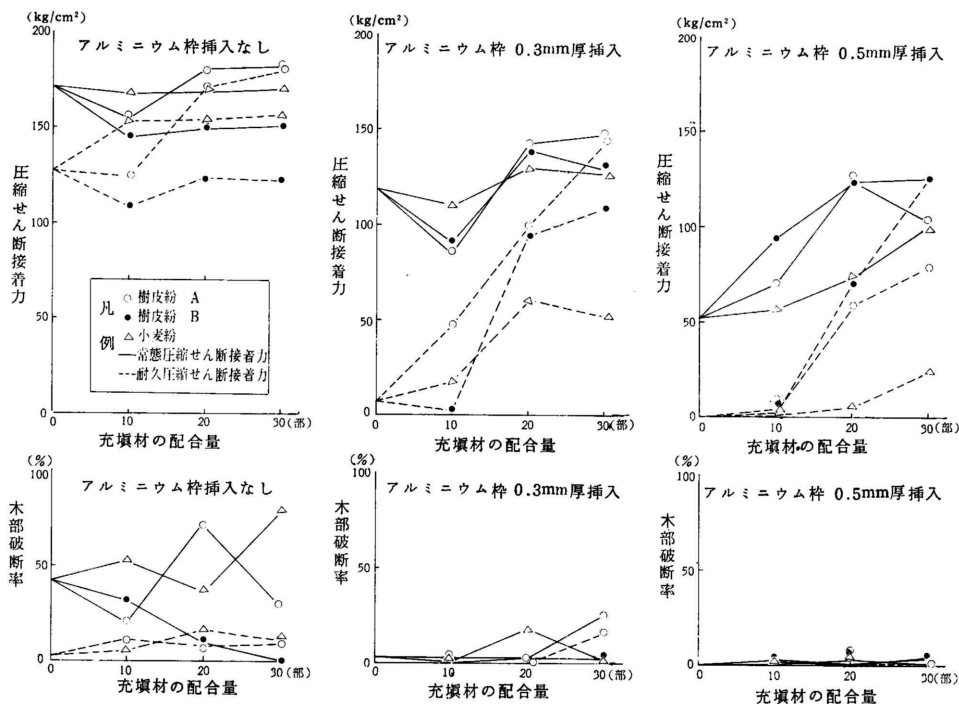 (kg/cm²)
アルミニウム枠挿入なし
200
150
100
50
0
圧縮せん断接着力
凡例
樹皮粉 A
樹皮粉 B
小麦粉
常態圧縮せん断接着力
耐久圧縮せん断接着力
0 10 20 30(部)
充塡材の配合量
(kg/cm²)
アルミニウム枠 0.3mm厚挿入
200
150
100
50
0
圧縮せん断接着力
0 10 20 30(部)
充塡材の配合量
(kg/cm²)
アルミニウム枠 0.5mm厚挿入
200
150
100
50
0
圧縮せん断接着力
0 10 20 30(部)
充塡材の配合量
(%)
アルミニウム枠挿入なし
100
50
0
木部破断率
0 10 20 30(部)
充塡材の配合量
(%)
アルミニウム枠 0.3mm厚挿入
100
50
0
木部破断率
0 10 20 30(部)
充塡材の配合量
(%)
アルミニウム枠 0.5mm厚挿入
100
50
0
木部破断率
0 10 20 30(部)
充塡材の配合量